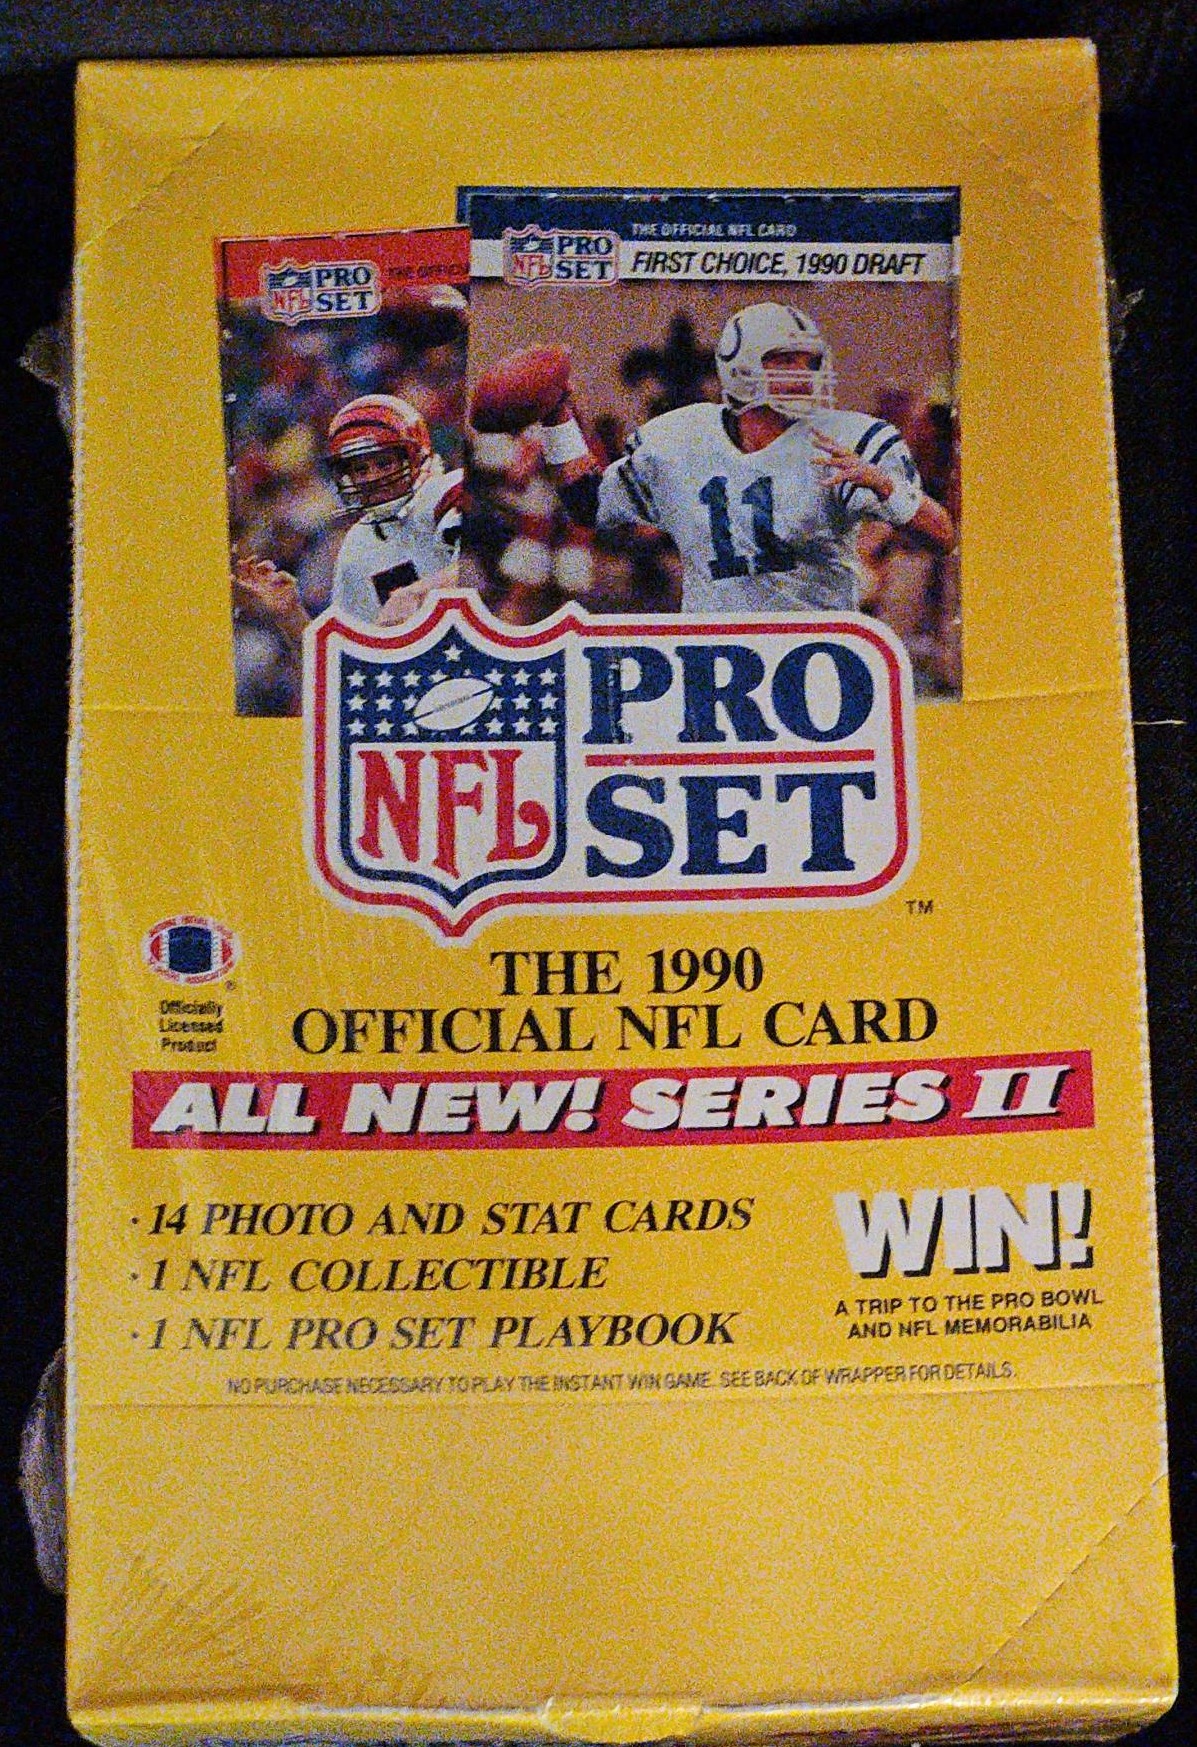 THE OFFICIAL NFL CARD
NFL PRO SET
FIRST CHOICE, 1990 DRAFT
NFL PRO SET
THE OFFICIAL
11
NFL
PRO
SET
TM
THE 1990
OFFICIAL NFL CARD
®
Officially
Licensed
Product
ALL NEW! SERIES II
· 14 PHOTO AND STAT CARDS
· 1 NFL COLLECTIBLE
· 1 NFL PRO SET PLAYBOOK
WIN!
A TRIP TO THE PRO BOWL
AND NFL MEMORABILIA
NO PURCHASE NECESSARY TO PLAY THE INSTANT WIN GAME. SEE BACK OF WRAPPER FOR DETAILS.